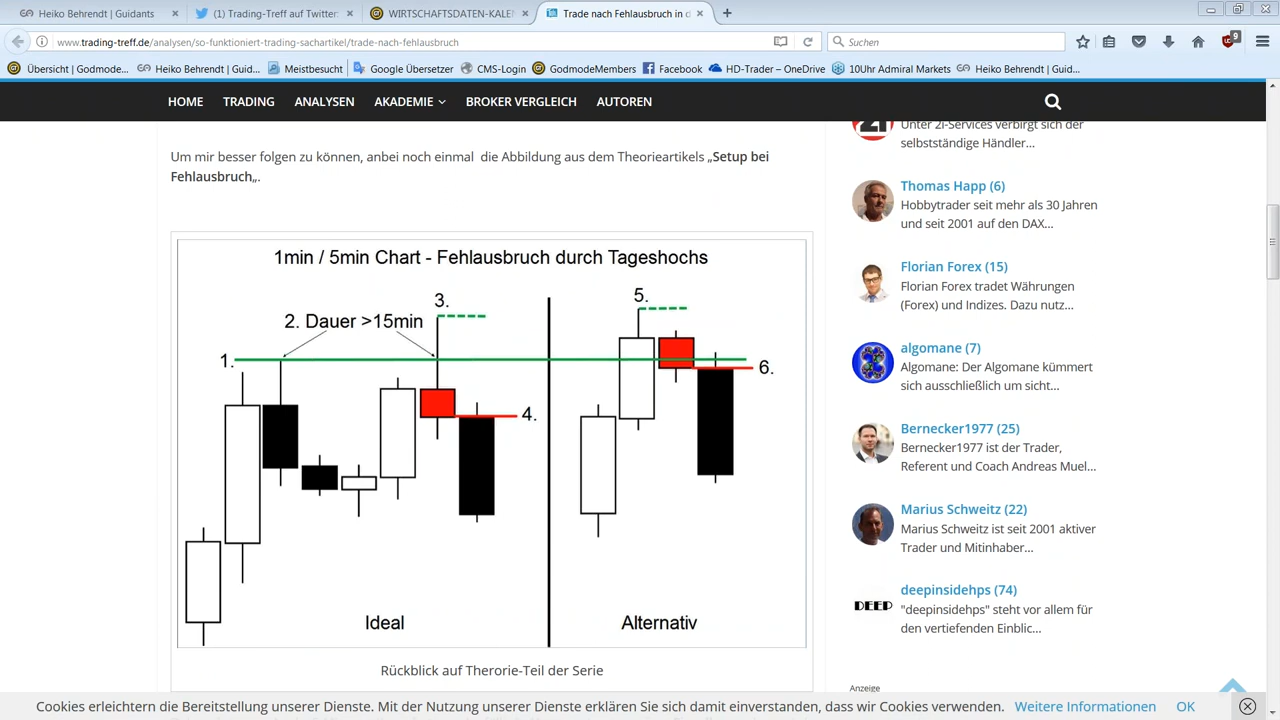 Heiko Behrendt | Guidants
(1) Trading-Treff auf Twitter:
WIRTSCHAFTSDATEN-KALEN
Trade nach Fehlausbruch in d
www.trading-treff.de/analysen/so-funktioniert-trading-sachartikel/trade-nach-fehlausbruch
Suchen
9
Übersicht | Godmode...
Heiko Behrendt | Guid...
Meistbesucht
Google Übersetzer
CMS-Login
GodmodeMembers
Facebook
HD-Trader – OneDrive
10Uhr Admiral Markets
Heiko Behrendt | Guid...
HOME TRADING ANALYSEN AKADEMIE BROKER VERGLEICH AUTOREN
Um mir besser folgen zu können, anbei noch einmal die Abbildung aus dem Theorieartikels „Setup bei
Fehlausbruch„.
1min / 5min Chart - Fehlausbruch durch Tageshochs
1.
2. Dauer >15min
3.
4.
5.
6.
Ideal
Alternativ
Rückblick auf Therorie-Teil der Serie
Unter 2i-Services verbirgt sich der
selbstständige Händler...
Thomas Happ (6)
Hobbytrader seit mehr als 30 Jahren
und seit 2001 auf den DAX...
Florian Forex (15)
Florian Forex tradet Währungen
(Forex) und Indizes. Dazu nutz...
algomane (7)
Algomane: Der Algomane kümmert
sich ausschließlich um sicht...
Bernecker1977 (25)
Bernecker1977 ist der Trader,
Referent und Coach Andreas Muel...
Marius Schweitz (22)
Marius Schweitz ist seit 2001 aktiver
Trader und Mitinhaber...
DEEP
deepinsidehps (74)
"deepinsidehps" steht vor allem für
den vertiefenden Einblic...
Anzeige
Cookies erleichtern die Bereitstellung unserer Dienste. Mit der Nutzung unserer Dienste erklären Sie sich damit einverstanden, dass wir Cookies verwenden. Weitere Informationen OK